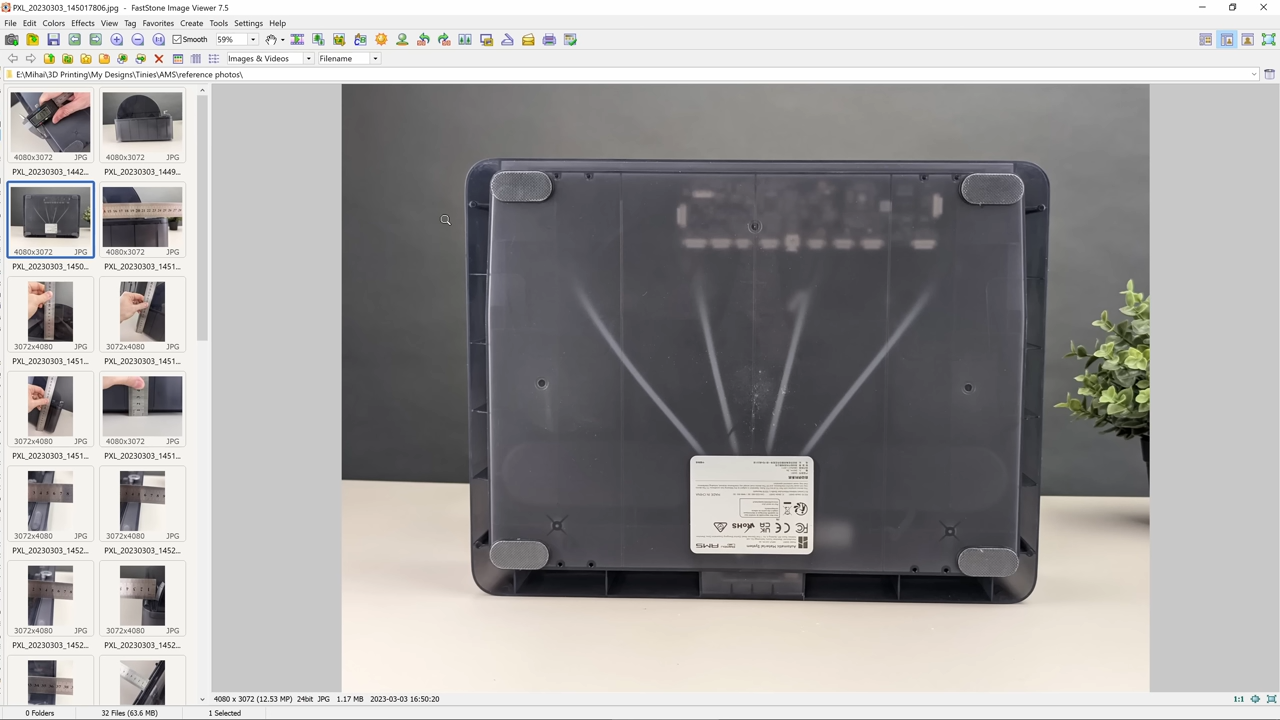 PXL_20230303_145017806.jpg - FastStone Image Viewer 7.5
File Edit Colors Effects View Tag Favorites Create Tools Settings Help
Smooth 59%
Images & Videos Filename
E:\Mihai\3D Printing\My Designs\Tinies\AMS\reference photos\
4080x3072 JPG 4080x3072 JPG
PXL_20230303_1442... PXL_20230303_1449...
4080x3072 JPG 4080x3072 JPG
PXL_20230303_1450... PXL_20230303_1451...
3072x4080 JPG 3072x4080 JPG
PXL_20230303_1451... PXL_20230303_1451...
3072x4080 JPG 4080x3072 JPG
PXL_20230303_1451... PXL_20230303_1451...
3072x4080 JPG 3072x4080 JPG
PXL_20230303_1452... PXL_20230303_1452...
3072x4080 JPG 3072x4080 JPG
PXL_20230303_1452... PXL_20230303_1452...
RoHS
AMS Automatic Material System
4080 x 3072 (12.53 MP) 24bit JPG 1.17 MB 2023-03-03 16:50:20
1:1
0 Folders 32 Files (63.6 MB) 1 Selected